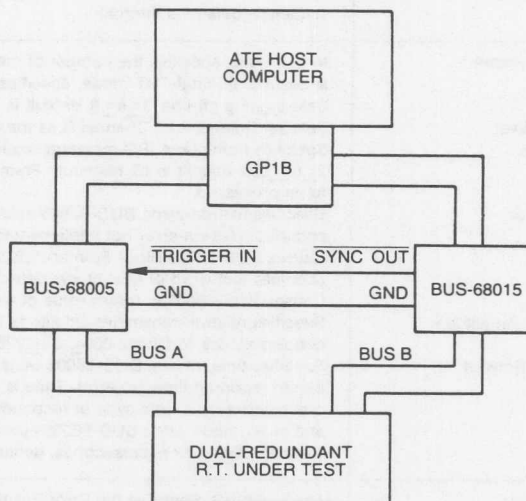 ATE HOST
COMPUTER
GP1B
TRIGGER IN
SYNC OUT
BUS-68005
GND
GND
BUS-68015
BUS A
BUS B
DUAL-REDUNDANT
R.T. UNDER TEST